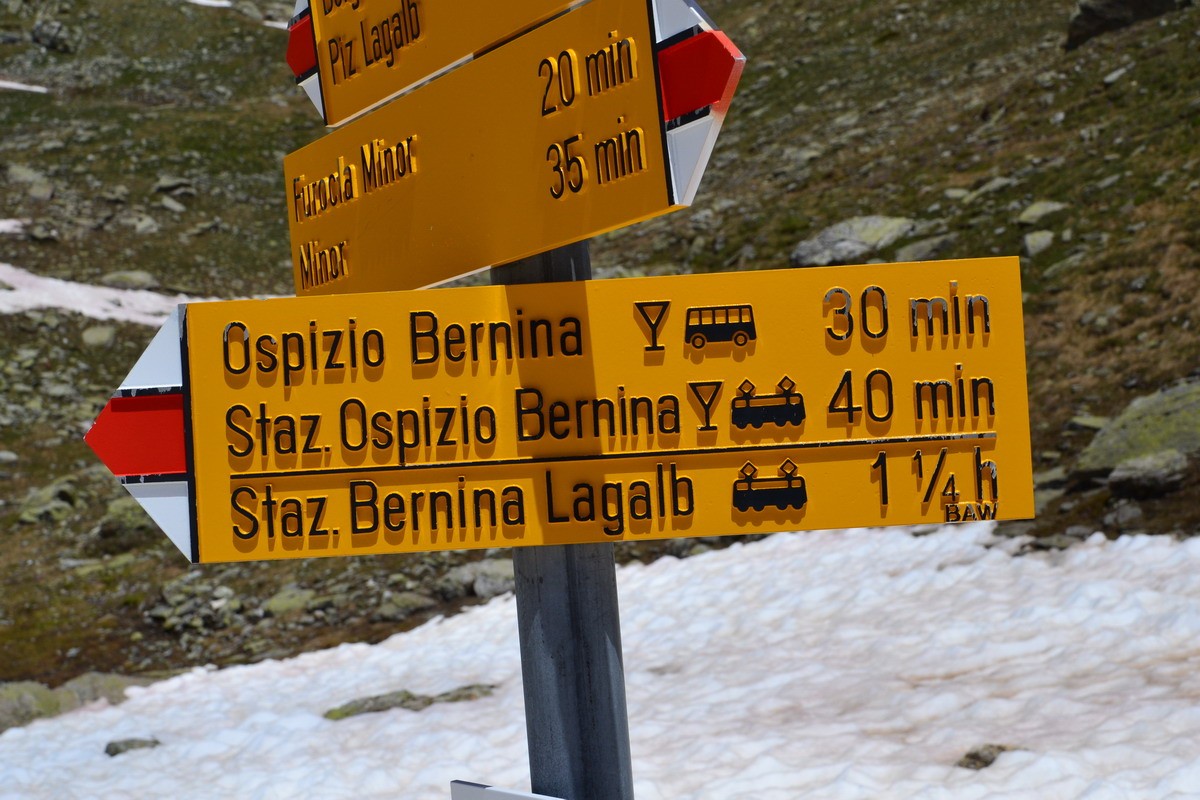 Piz Lagalb
Furocla Minor 20 min
Minor 35 min
Ospizio Bernina 30 min
Staz. Ospizio Bernina 40 min
Staz. Bernina Lagalb 1 ¼ h
BAW